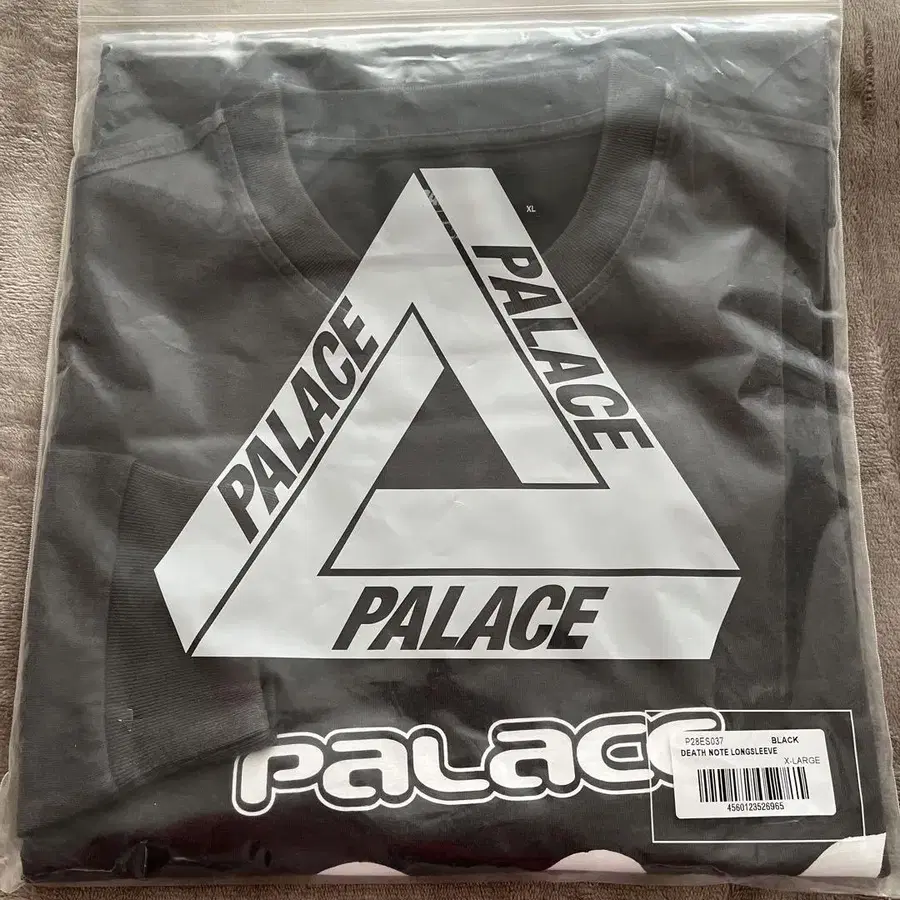 XL
PALACE
PALACE
PALACE
PALACE
P28ES037 BLACK
DEATH NOTE LONGSLEEVE
X-LARGE
4560123526965